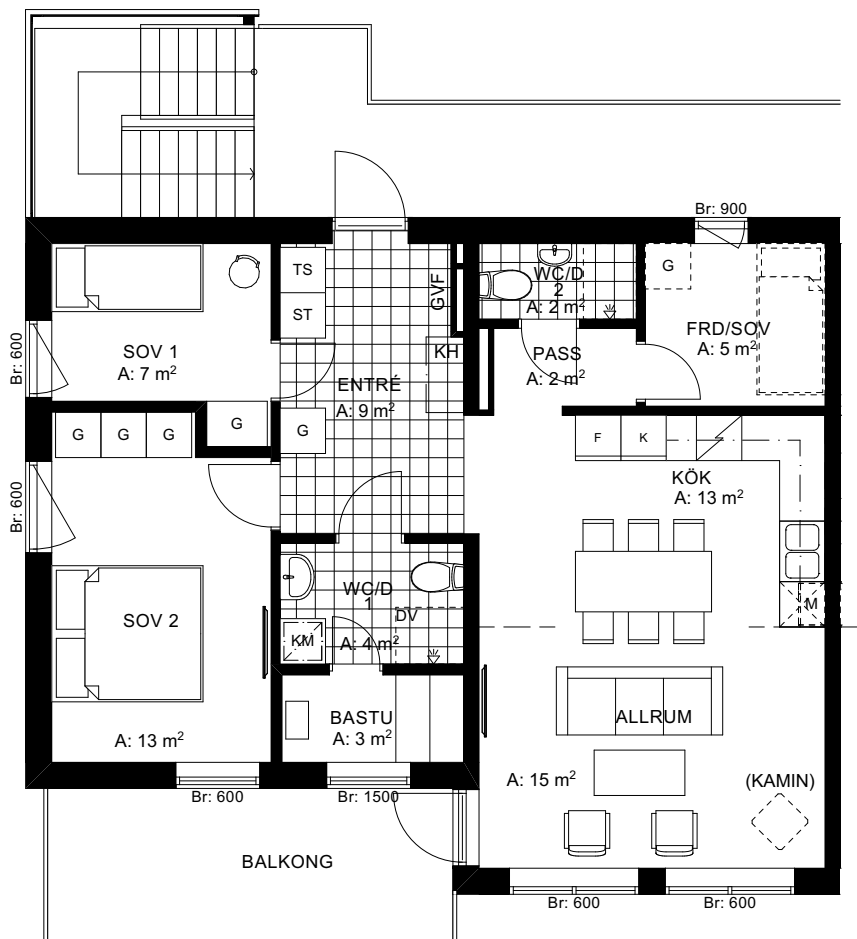 Br: 900
TS
ST
GVF
WC/D
2
A: 2 m²
G
FRD/SOV
A: 5 m²
Br: 600
SOV 1
A: 7 m²
KH
PASS
A: 2 m²
ENTRÉ
A: 9 m²
G
G
G
G
G
F
K
KÖK
A: 13 m²
Br: 600
WC/D
1
A: 4 m²
DV
KM
M
SOV 2
A: 13 m²
BASTU
A: 3 m²
ALLRUM
A: 15 m²
(KAMIN)
Br: 600
Br: 1500
BALKONG
Br: 600
Br: 600